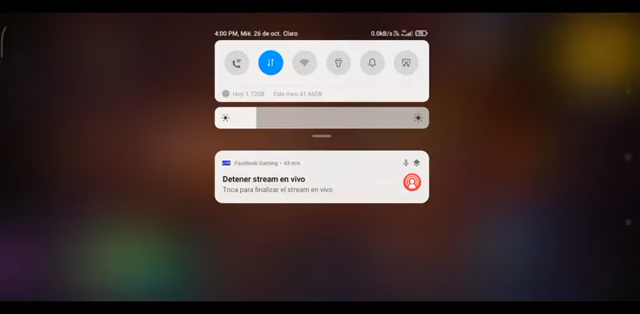 4:00 PM, Mié. 26 de oct. Claro
0.0kB/s
Hoy: 1.72GB Este mes: 41.66GB
Facebook Gaming • 43 min
Detener stream en vivo
Toca para finalizar el stream en vivo